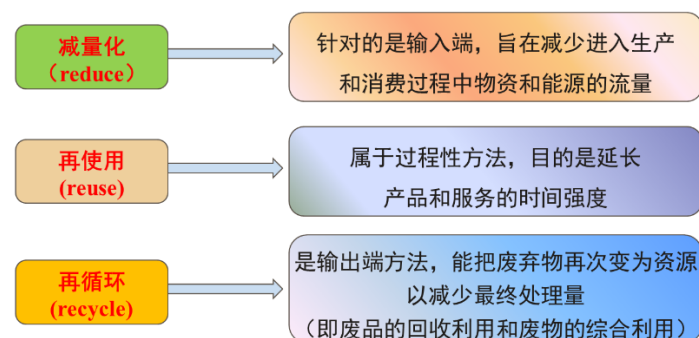 减量化
（reduce）
针对的是输入端，旨在减少进入生产
和消费过程中物资和能源的流量
再使用
(reuse)
属于过程性方法，目的是延长
产品和服务的时间强度
再循环
(recycle)
是输出端方法，能把废弃物再次变为资源
以减少最终处理量
（即废品的回收利用和废物的综合利用）